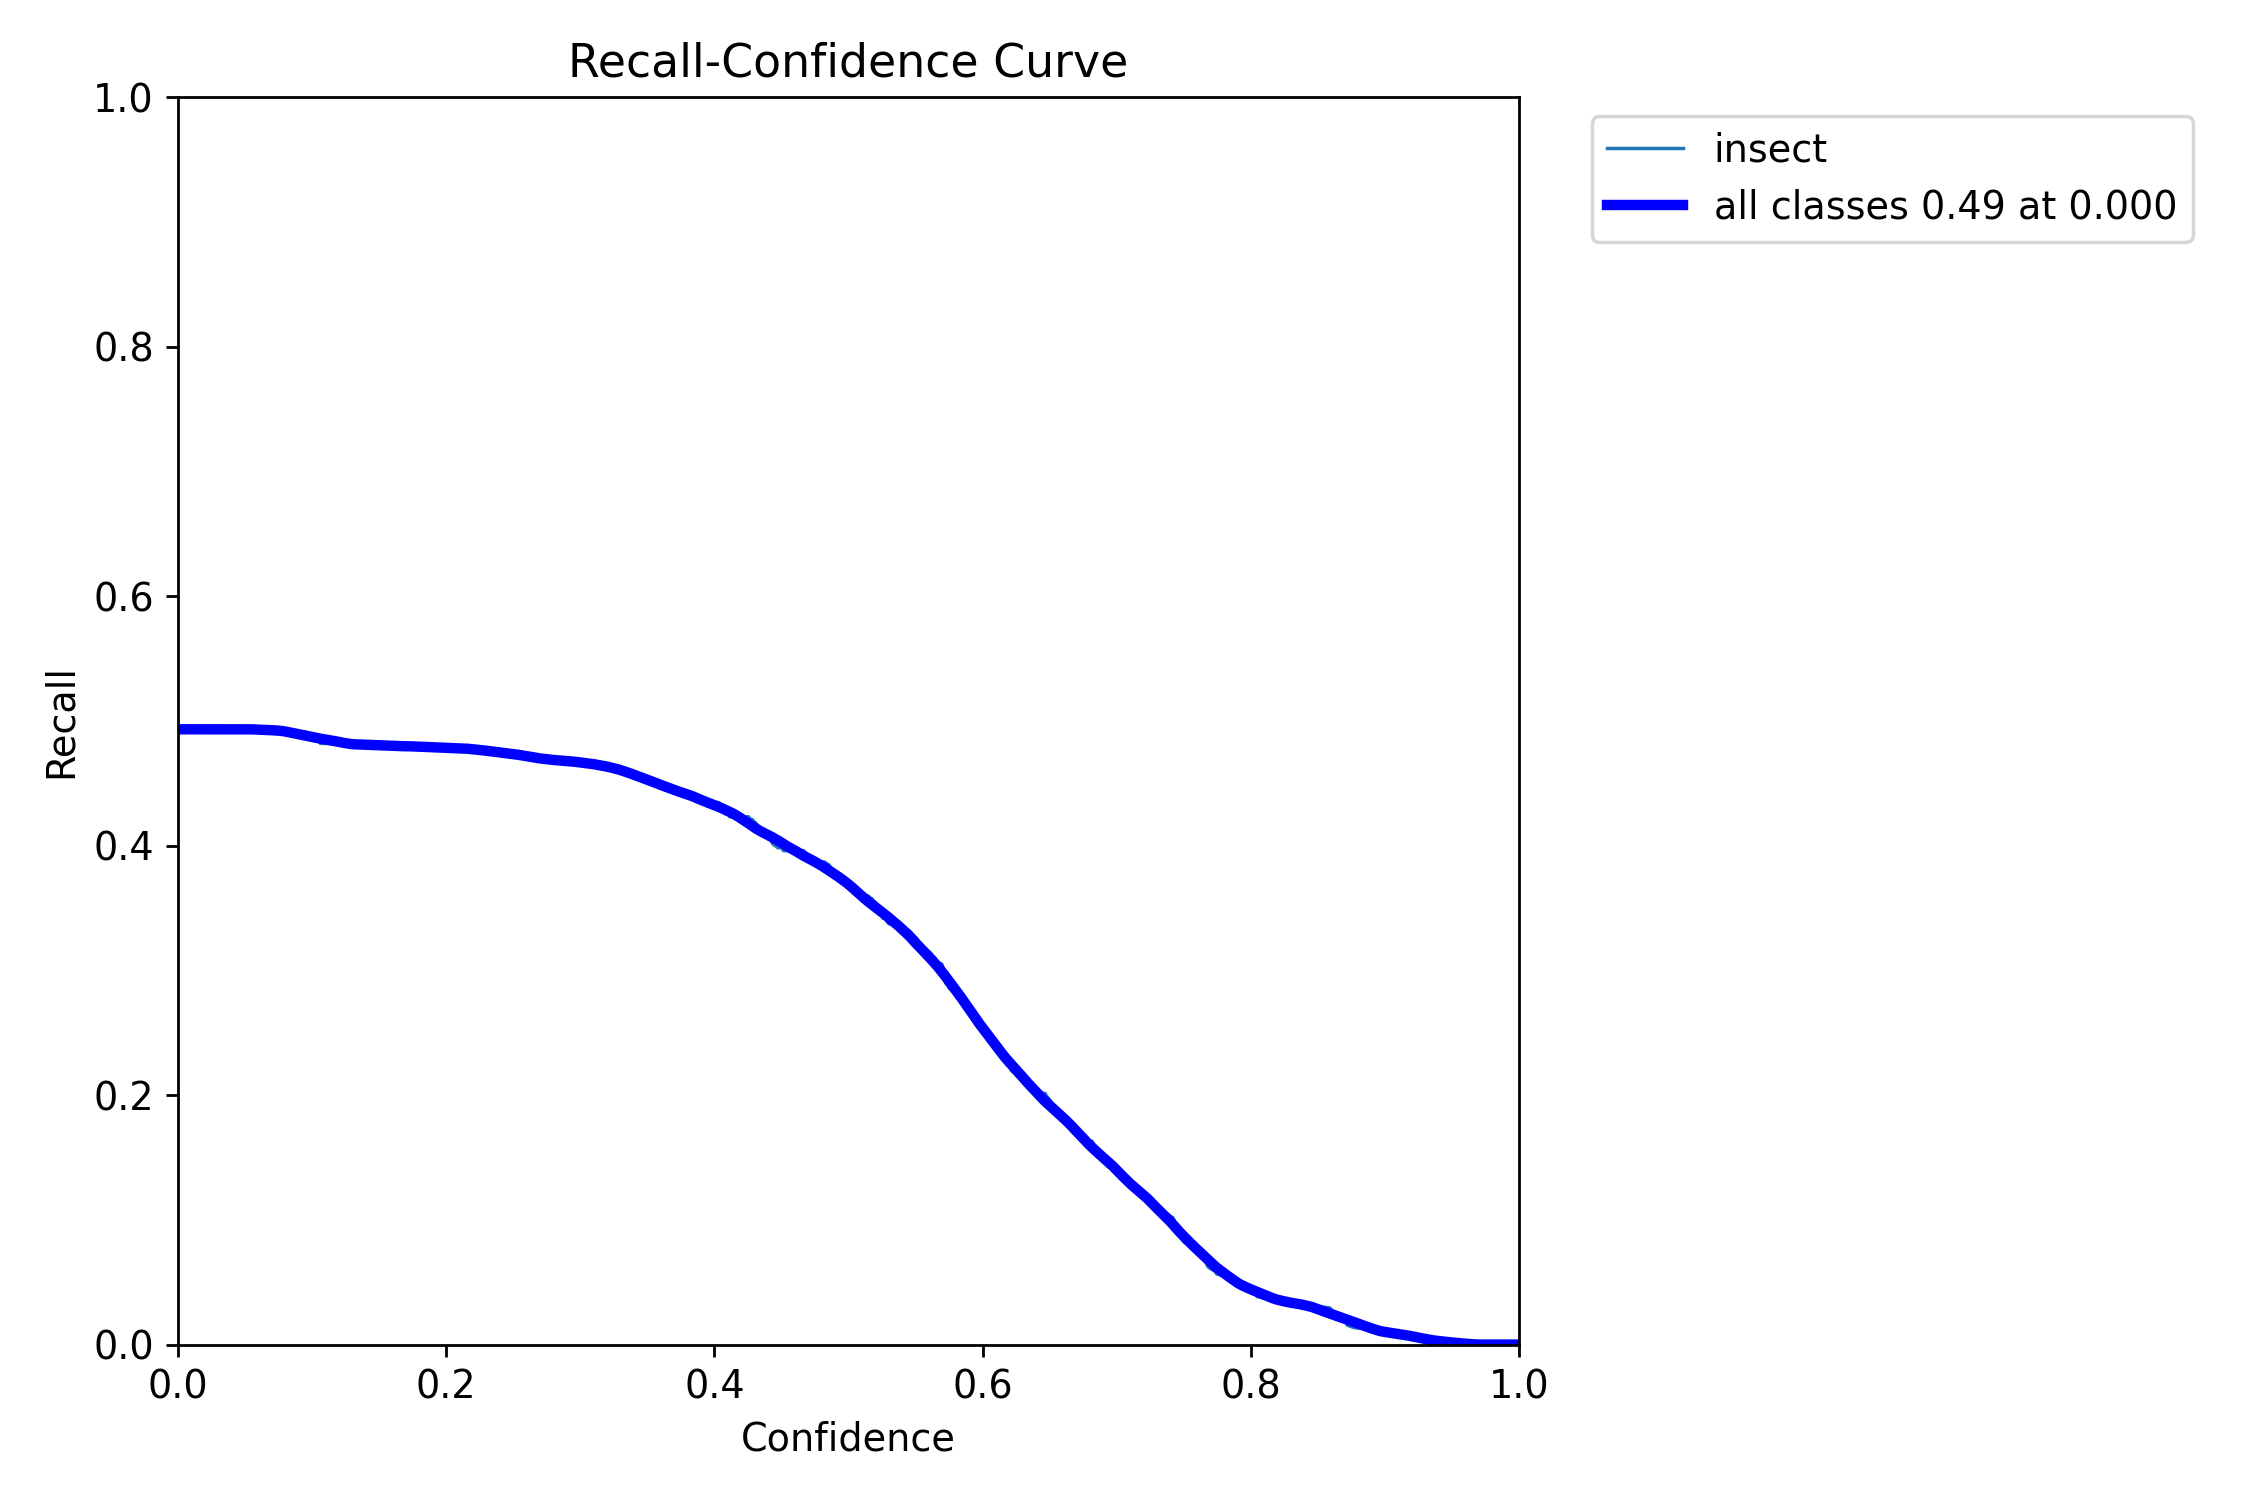 Recall-Confidence Curve
1.0
0.8
0.6
0.4
0.2
0.0
Recall
0.0 0.2 0.4 0.6 0.8 1.0
Confidence
insect
all classes 0.49 at 0.000